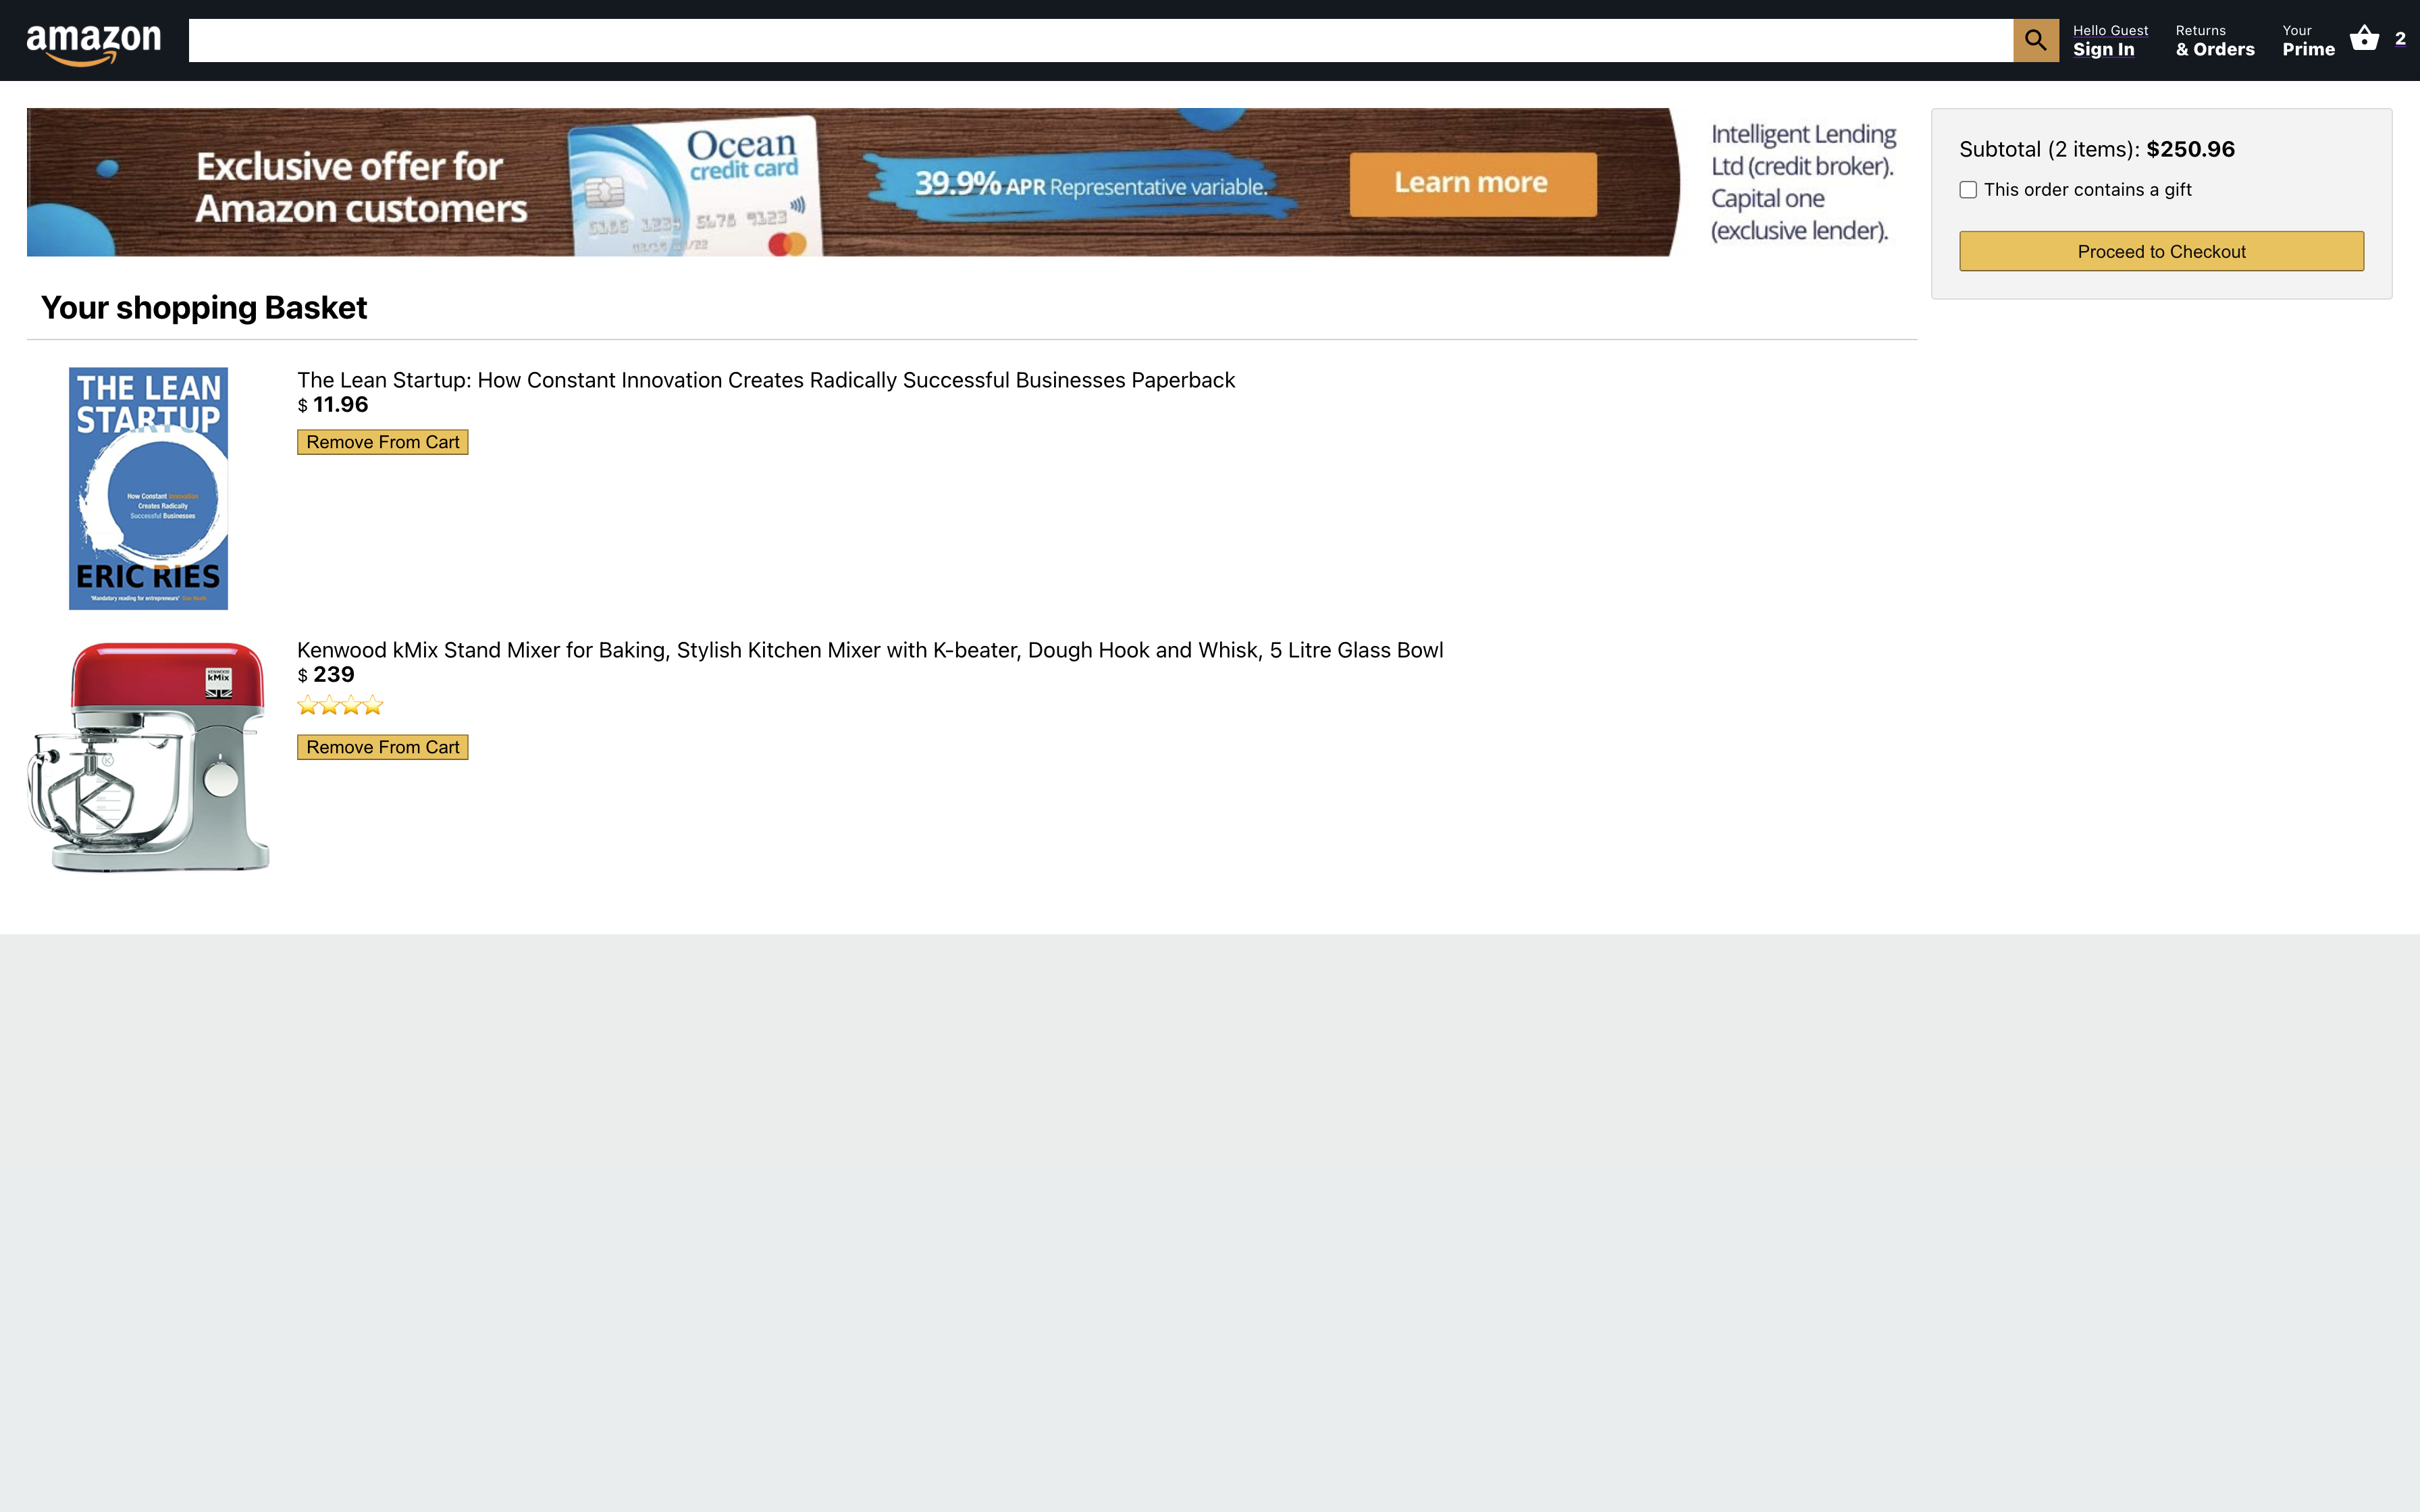 amazon
Hello Guest
Sign In
Returns
& Orders
Your
Prime
2
Exclusive offer for
Amazon customers
Ocean
credit card
39.9% APR Representative variable.
Learn more
Intelligent Lending
Ltd (credit broker).
Capital one
(exclusive lender).
Subtotal (2 items): $250.96
This order contains a gift
Proceed to Checkout
Your shopping Basket
THE LEAN
STARTUP
How Constant Innovation
Creates Radically
Successful Businesses
ERIC RIES
'Mandatory reading for entrepreneurs'
The Lean Startup: How Constant Innovation Creates Radically Successful Businesses Paperback
$ 11.96
Remove From Cart
KENWOOD
kMix
K
Kenwood kMix Stand Mixer for Baking, Stylish Kitchen Mixer with K-beater, Dough Hook and Whisk, 5 Litre Glass Bowl
$ 239
Remove From Cart